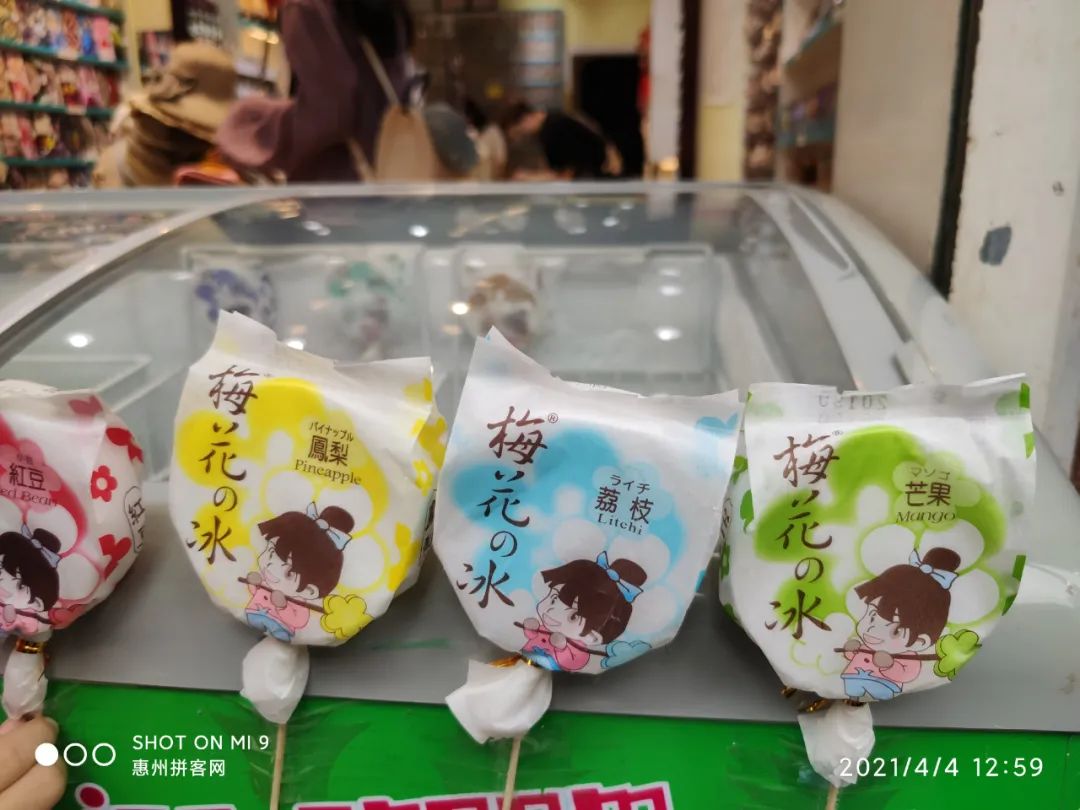 紅豆
ed Bean
梅花の冰
パイナップル
鳳梨
Pineapple
梅花の冰®
ライチ
荔枝
Litchi
梅花の冰
マンゴ
芒果
Mango
SHOT ON MI 9
惠州拼客网
2021/4/4 12:59